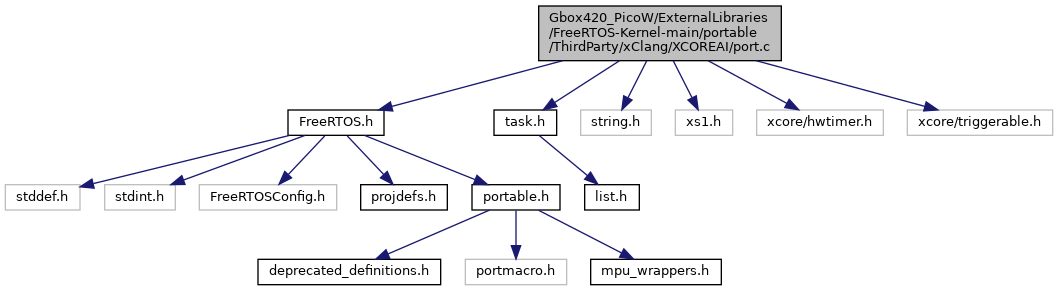 Gbox420_PicoW/ExternalLibraries
/FreeRTOS-Kernel-main/portable
/ThirdParty/xClang/XCOREAI/port.c
FreeRTOS.h
task.h
string.h
xs1.h
xcore/hwtimer.h
xcore/triggerable.h
stddef.h
stdint.h
FreeRTOSConfig.h
projdefs.h
portable.h
list.h
deprecated_definitions.h
portmacro.h
mpu_wrappers.h